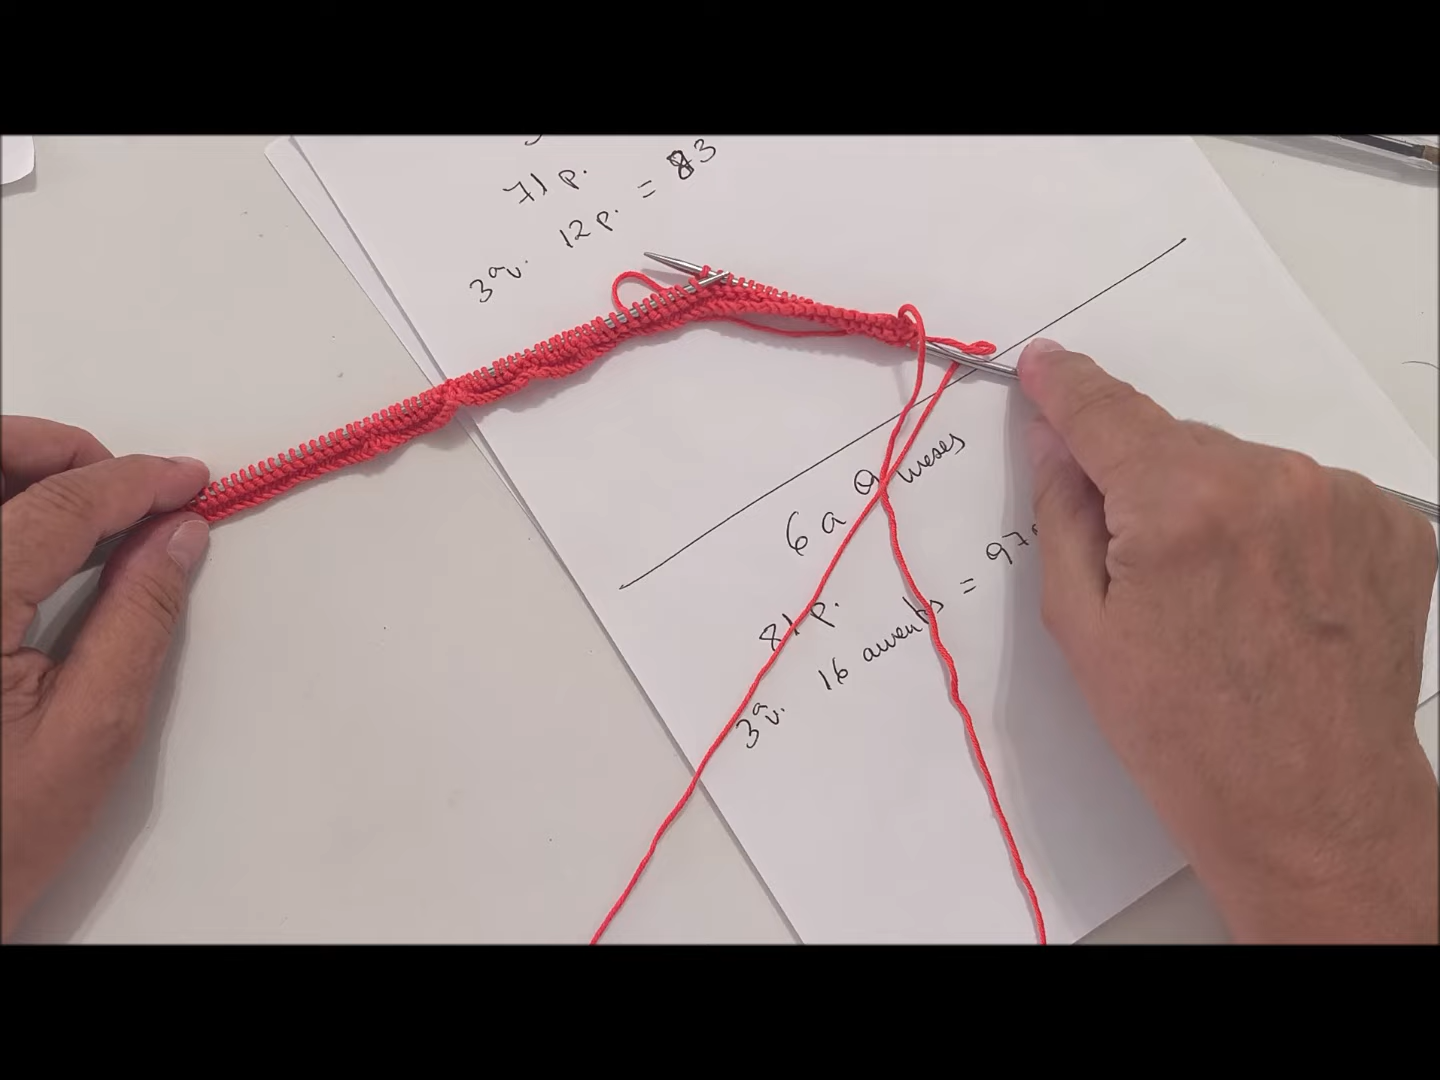 71 p.
3ª v. 12 p. = 83
6 a 9 meses
81 p.
3ª v. 16 aumentos = 97